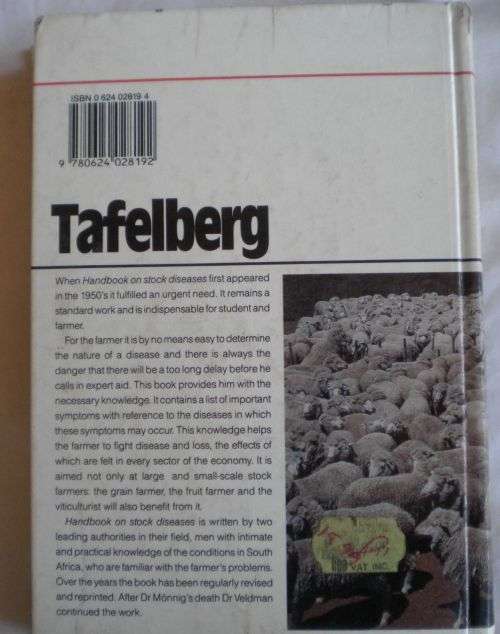 ISBN 0 624 02819 4
9 780624 028192
Tafelberg
When Handbook on stock diseases first appeared
in the 1950's it fulfilled an urgent need. It remains a
standard work and is indispensable for student and
farmer.
For the farmer it is by no means easy to determine
the nature of a disease and there is always the
danger that there will be a too long delay before he
calls in expert aid. This book provides him with the
necessary knowledge. It contains a list of important
symptoms with reference to the diseases in which
these symptoms may occur. This knowledge helps
the farmer to fight disease and loss, the effects of
which are felt in every sector of the economy. It is
aimed not only at large and small-scale stock
farmers: the grain farmer, the fruit farmer and the
viticulturist will also benefit from it.
Handbook on stock diseases is written by two
leading authorities in their field, men with intimate
and practical knowledge of the conditions in South
Africa, who are familiar with the farmer's problems.
Over the years the book has been regularly revised
and reprinted. After Dr Mönnig's death Dr Veldman
continued the work.
VAT INC.